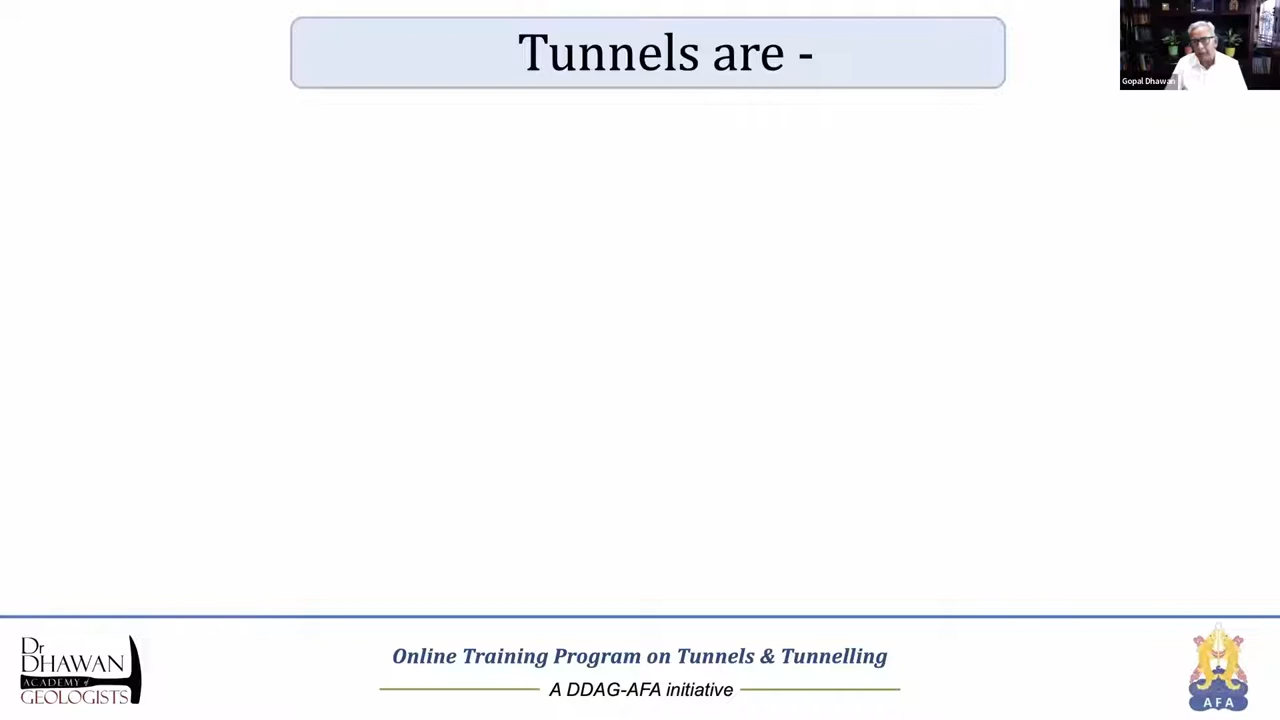 Tunnels are -
Gopal Dhawan
Dr
DHAWAN
ACADEMY of
GEOLOGISTS
Online Training Program on Tunnels & Tunnelling
A DDAG-AFA initiative
AFA